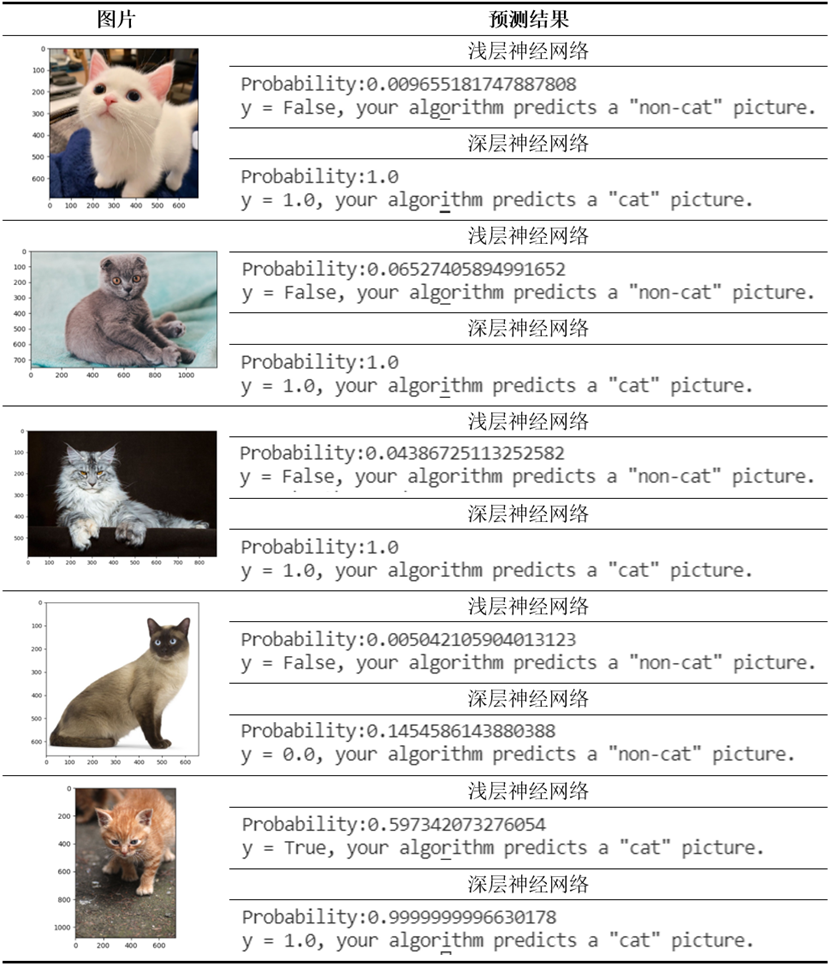 图片 预测结果
浅层神经网络
Probability:0.009655181747887808
y = False, your algorithm predicts a "non-cat" picture.
深层神经网络
Probability:1.0
y = 1.0, your algorithm predicts a "cat" picture.
0
100
200
300
400
500
600
0 100 200 300 400 500 600
浅层神经网络
Probability:0.06527405894991652
y = False, your algorithm predicts a "non-cat" picture.
深层神经网络
Probability:1.0
y = 1.0, your algorithm predicts a "cat" picture.
0
100
200
300
400
500
600
700
0 200 400 600 800 1000
浅层神经网络
Probability:0.04386725113252582
y = False, your algorithm predicts a "non-cat" picture.
深层神经网络
Probability:1.0
y = 1.0, your algorithm predicts a "cat" picture.
0
100
200
300
400
500
0 100 200 300 400 500 600 700 800
浅层神经网络
Probability:0.005042105904013123
y = False, your algorithm predicts a "non-cat" picture.
深层神经网络
Probability:0.1454586143880388
y = 0.0, your algorithm predicts a "non-cat" picture.
0
100
200
300
400
500
600
0 100 200 300 400 500 600
浅层神经网络
Probability:0.597342073276054
y = True, your algorithm predicts a "cat" picture.
深层神经网络
Probability:0.9999999996630178
y = 1.0, your algorithm predicts a "cat" picture.
0
200
400
600
800
1000
0 200 400 600